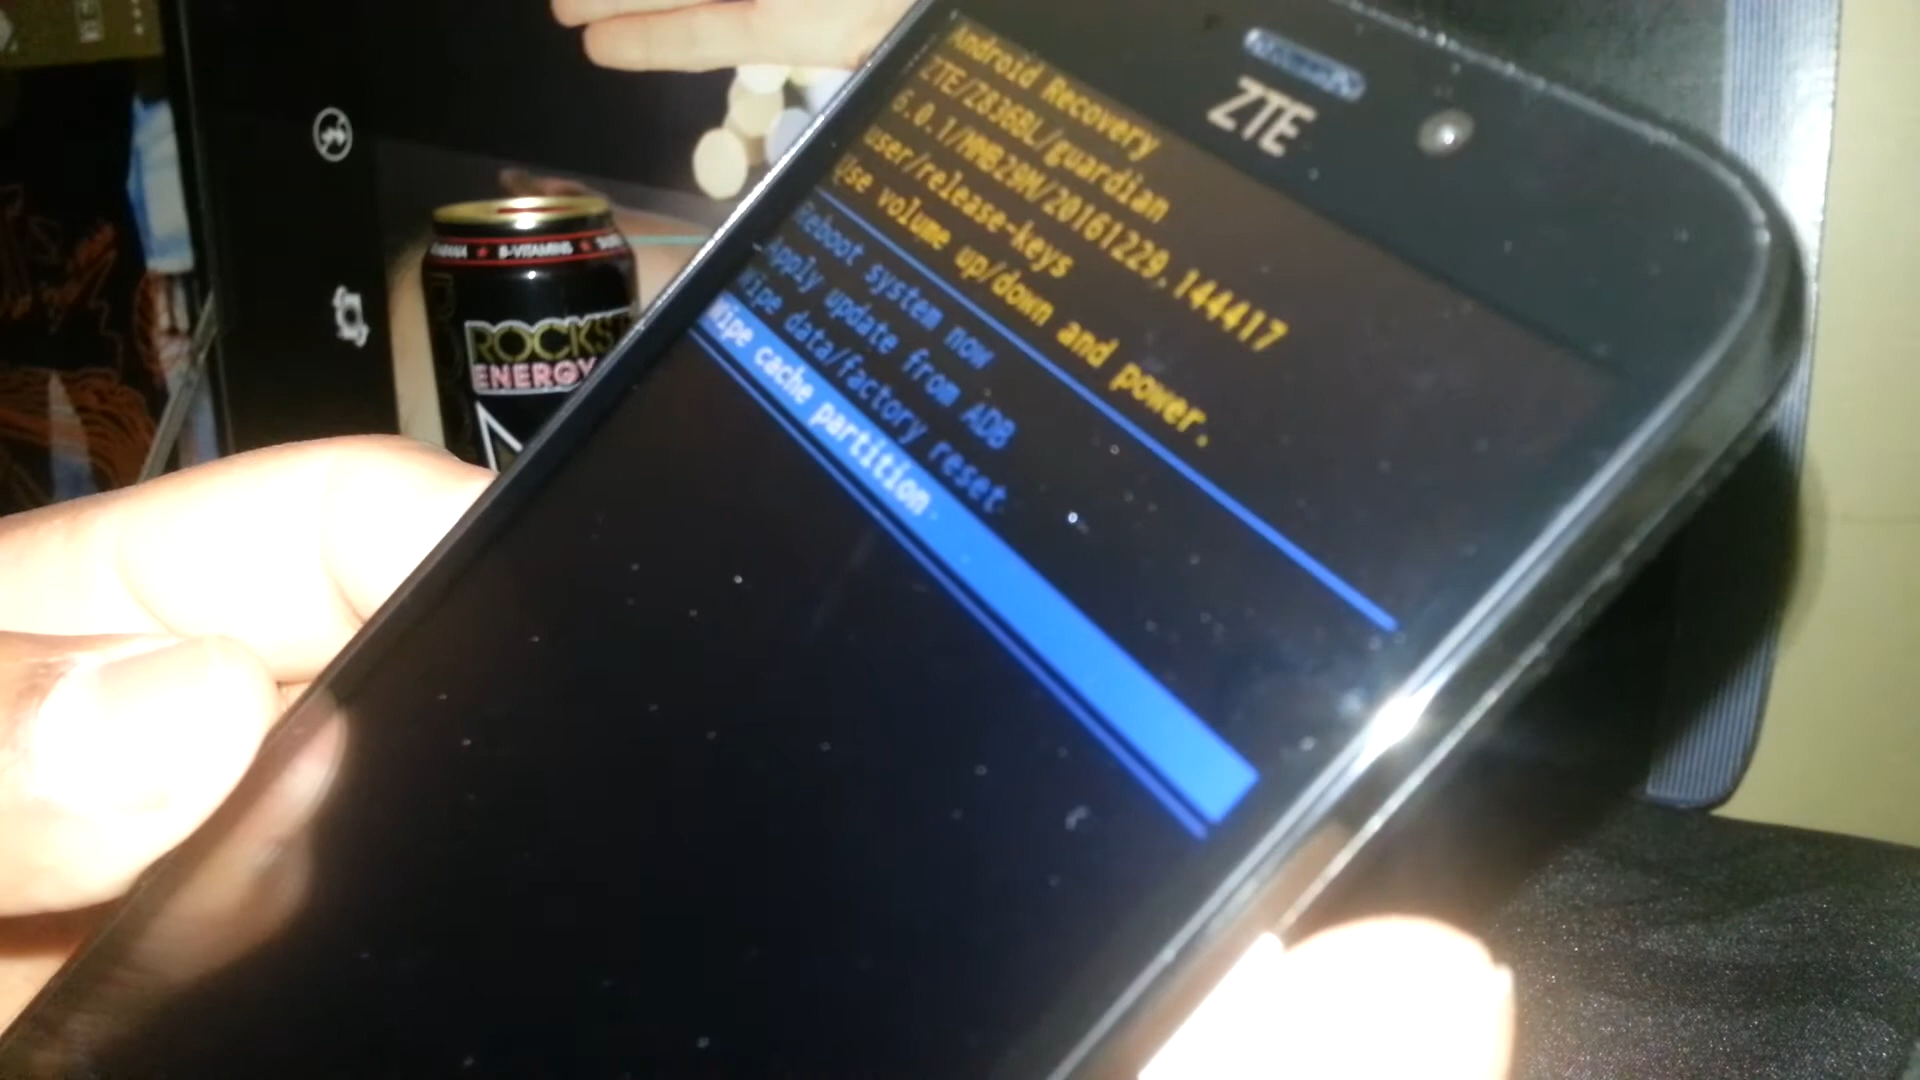 ZTE
Android Recovery
ZTE/Z836BL/guardian
6.0.1/MMB29M/20161229.144417
user/release-keys
Use volume up/down and power.
Reboot system now
Apply update from ADB
Wipe data/factory reset
Wipe cache partition
B-VITAMINS
ROCKS
ENERGY